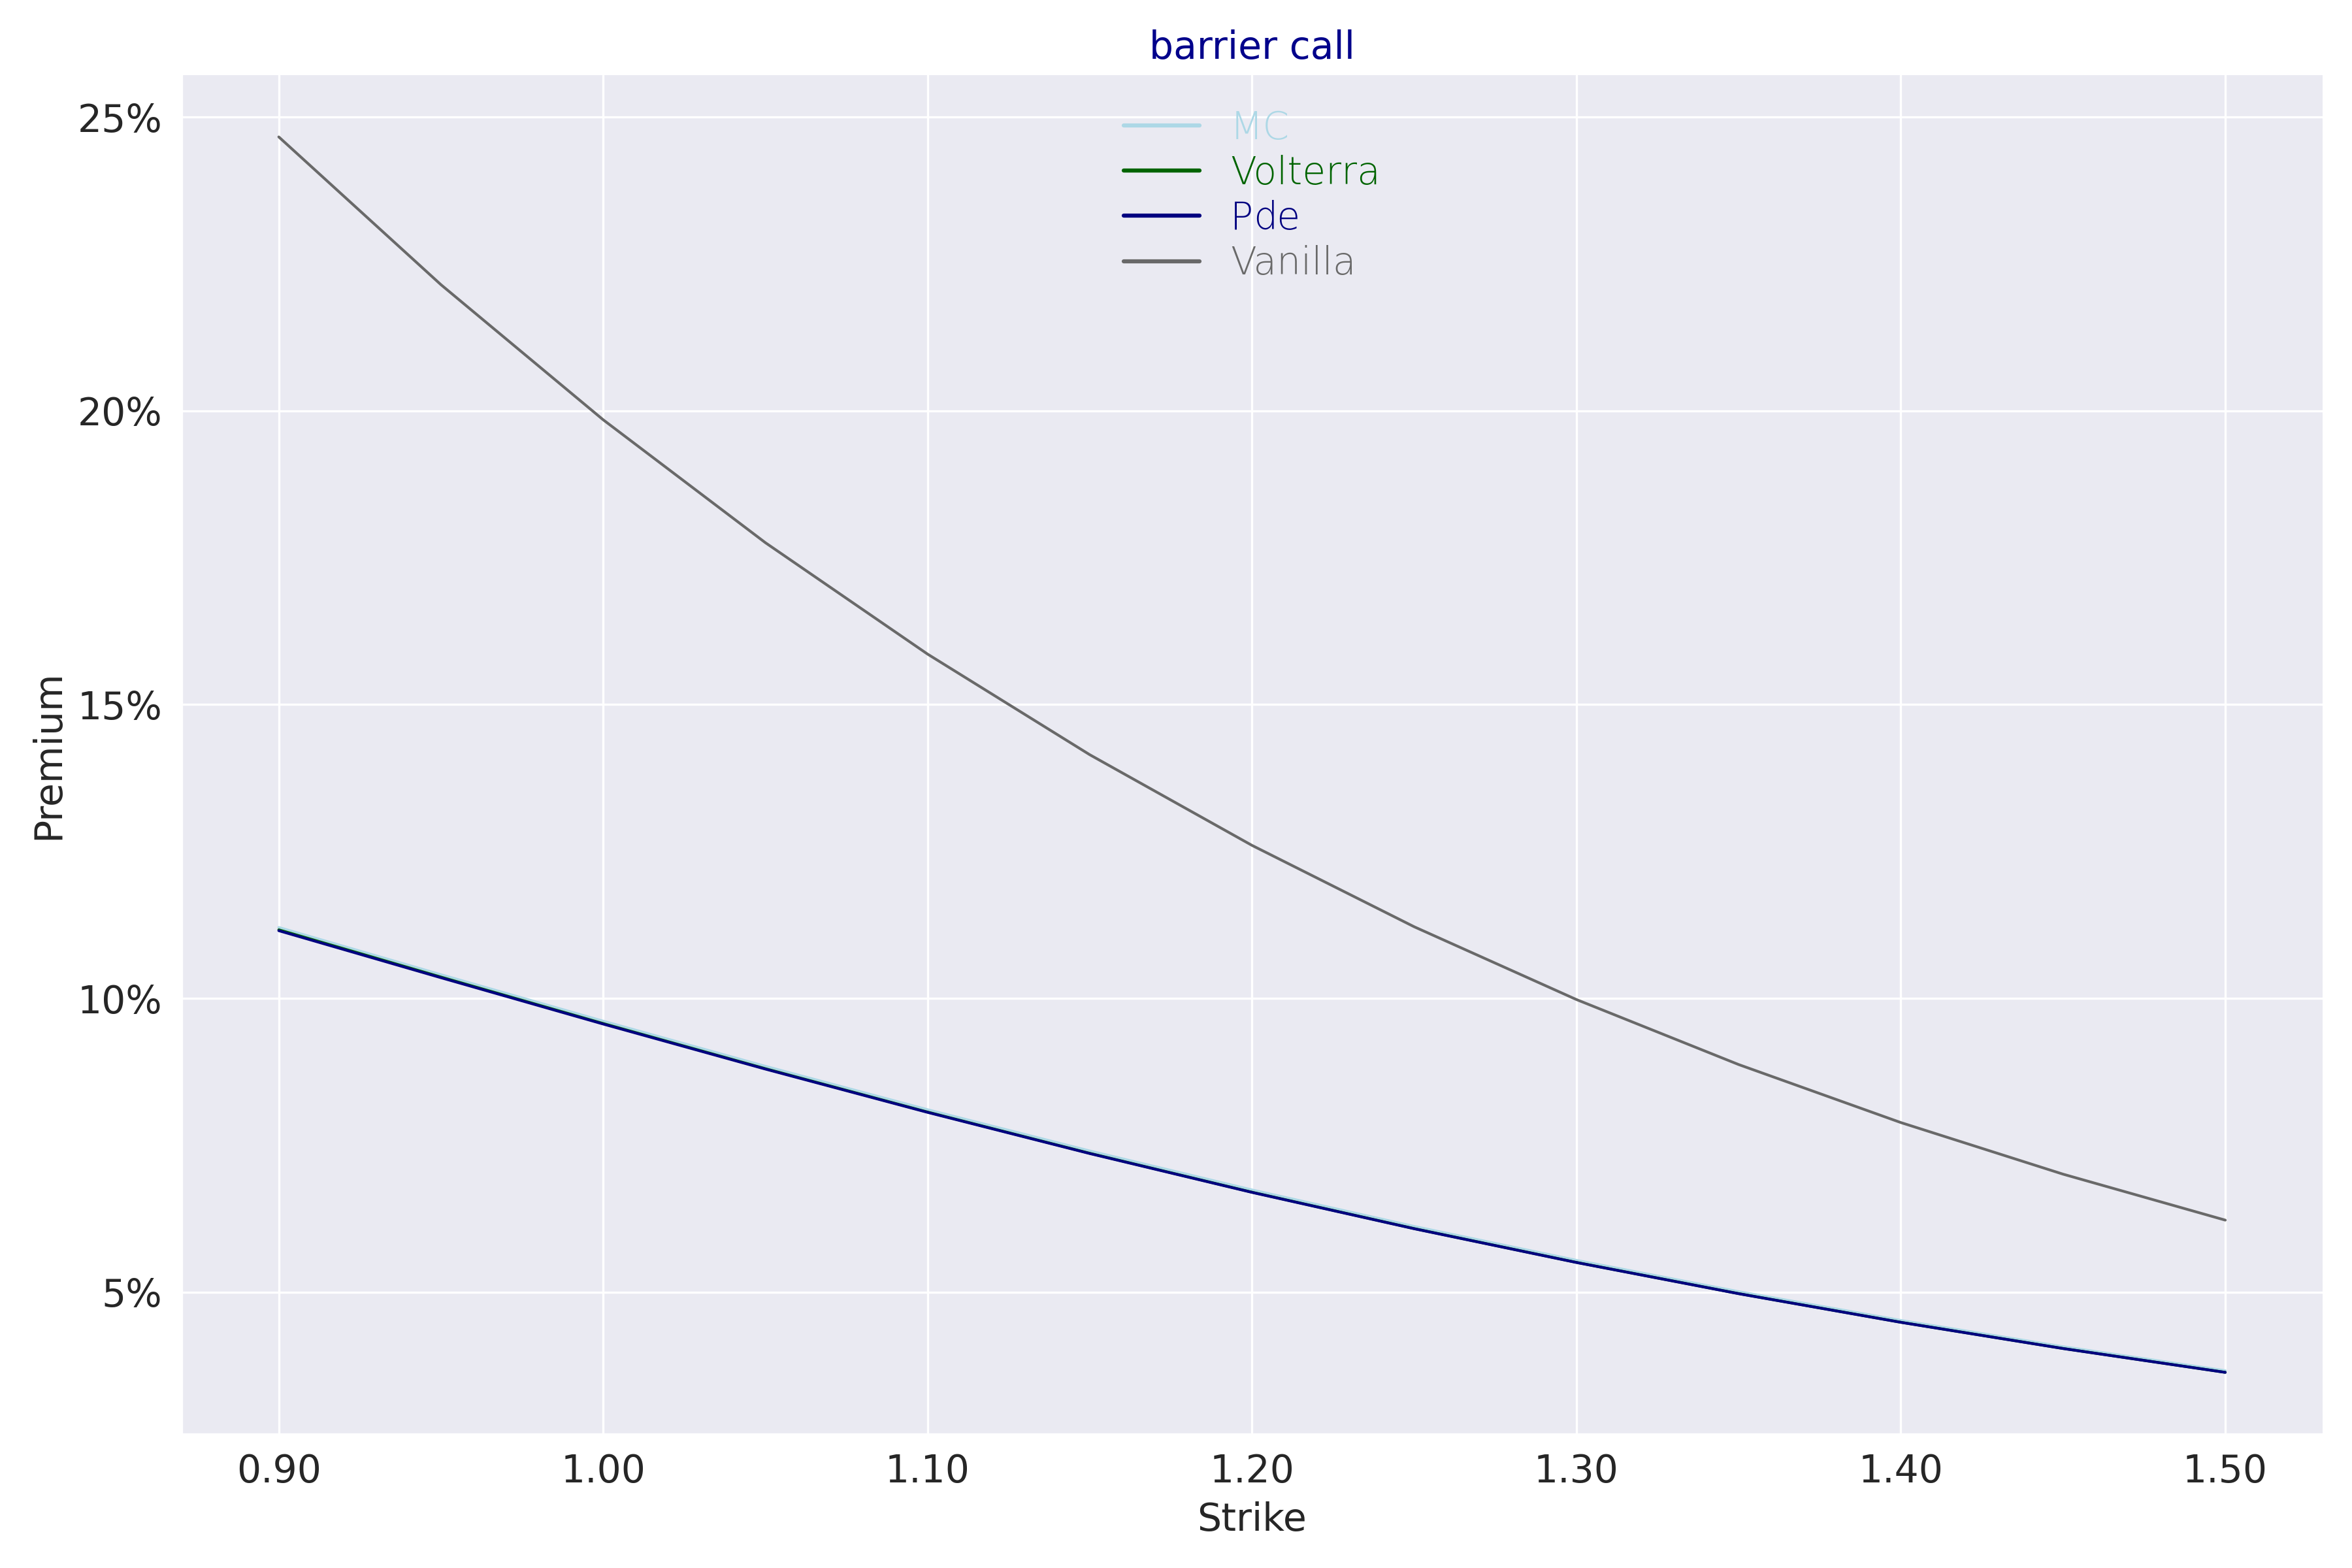 barrier call
MC
Volterra
Pde
Vanilla
Premium
25%
20%
15%
10%
5%
0.90 1.00 1.10 1.20 1.30 1.40 1.50
Strike